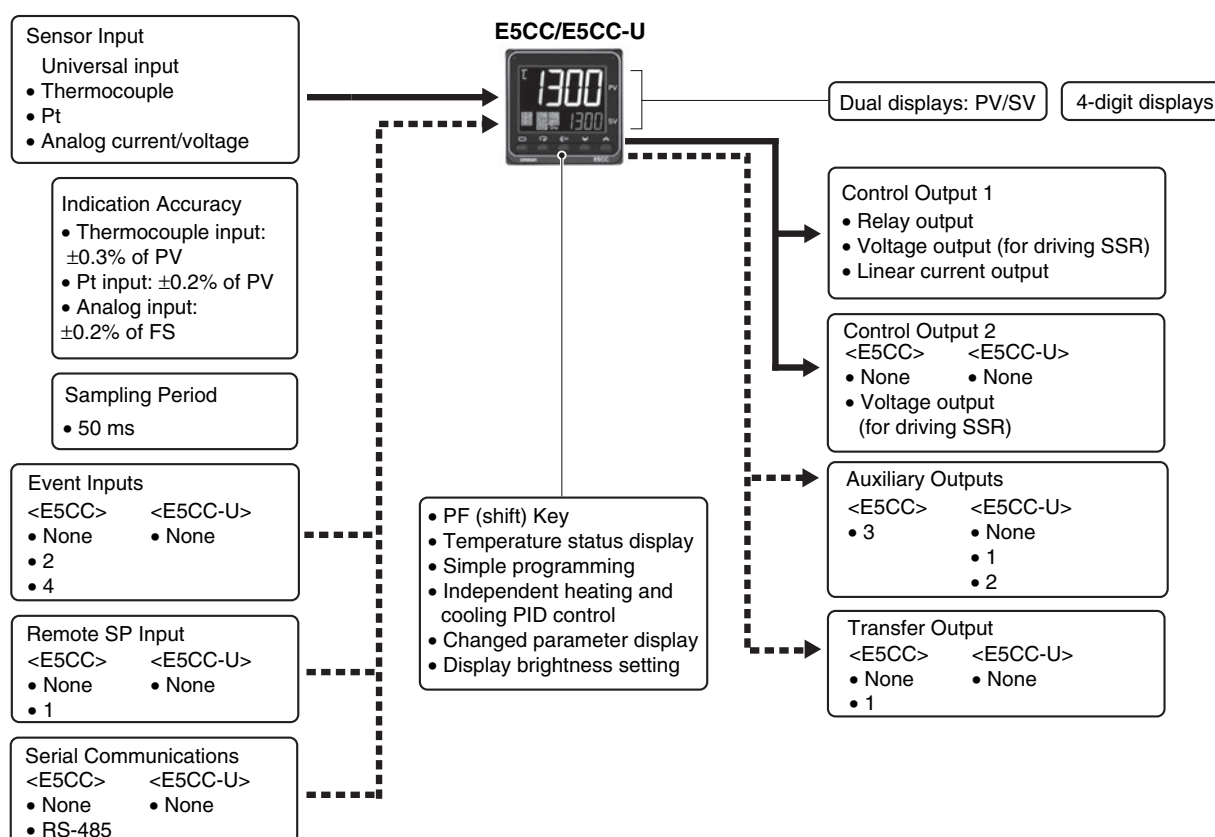 E5CC/E5CC-U
Sensor Input
Universal input
• Thermocouple
• Pt
• Analog current/voltage
Indication Accuracy
• Thermocouple input:
±0.3% of PV
• Pt input: ±0.2% of PV
• Analog input:
±0.2% of FS
Sampling Period
• 50 ms
Event Inputs
<E5CC> <E5CC-U>
• None • None
• 2
• 4
Remote SP Input
<E5CC> <E5CC-U>
• None • None
• 1
Serial Communications
<E5CC> <E5CC-U>
• None • None
• RS-485
°C
1300
PV
1300
SV
OMRON E5CC
• PF (shift) Key
• Temperature status display
• Simple programming
• Independent heating and
cooling PID control
• Changed parameter display
• Display brightness setting
Dual displays: PV/SV
4-digit displays
Control Output 1
• Relay output
• Voltage output (for driving SSR)
• Linear current output
Control Output 2
<E5CC> <E5CC-U>
• None • None
• Voltage output
(for driving SSR)
Auxiliary Outputs
<E5CC> <E5CC-U>
• 3 • None
• 1
• 2
Transfer Output
<E5CC> <E5CC-U>
• None • None
• 1